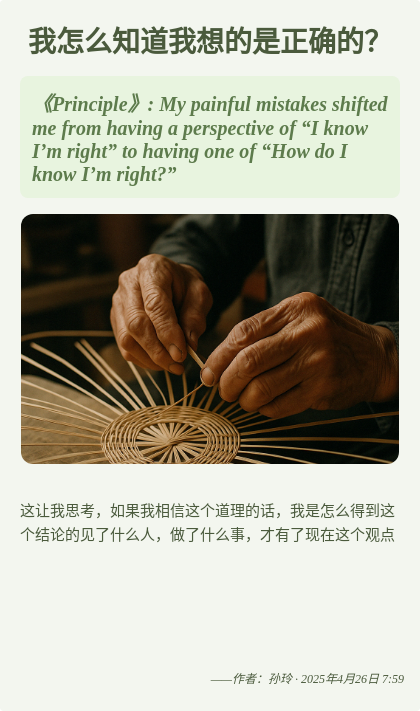 我怎么知道我想的是正确的？
《Principle》: My painful mistakes shifted
me from having a perspective of “I know
I’m right” to having one of “How do I
know I’m right?”
这让我思考，如果我相信这个道理的话，我是怎么得到这
个结论的见了什么人，做了什么事，才有了现在这个观点
——作者：孙玲 · 2025年4月26日 7:59